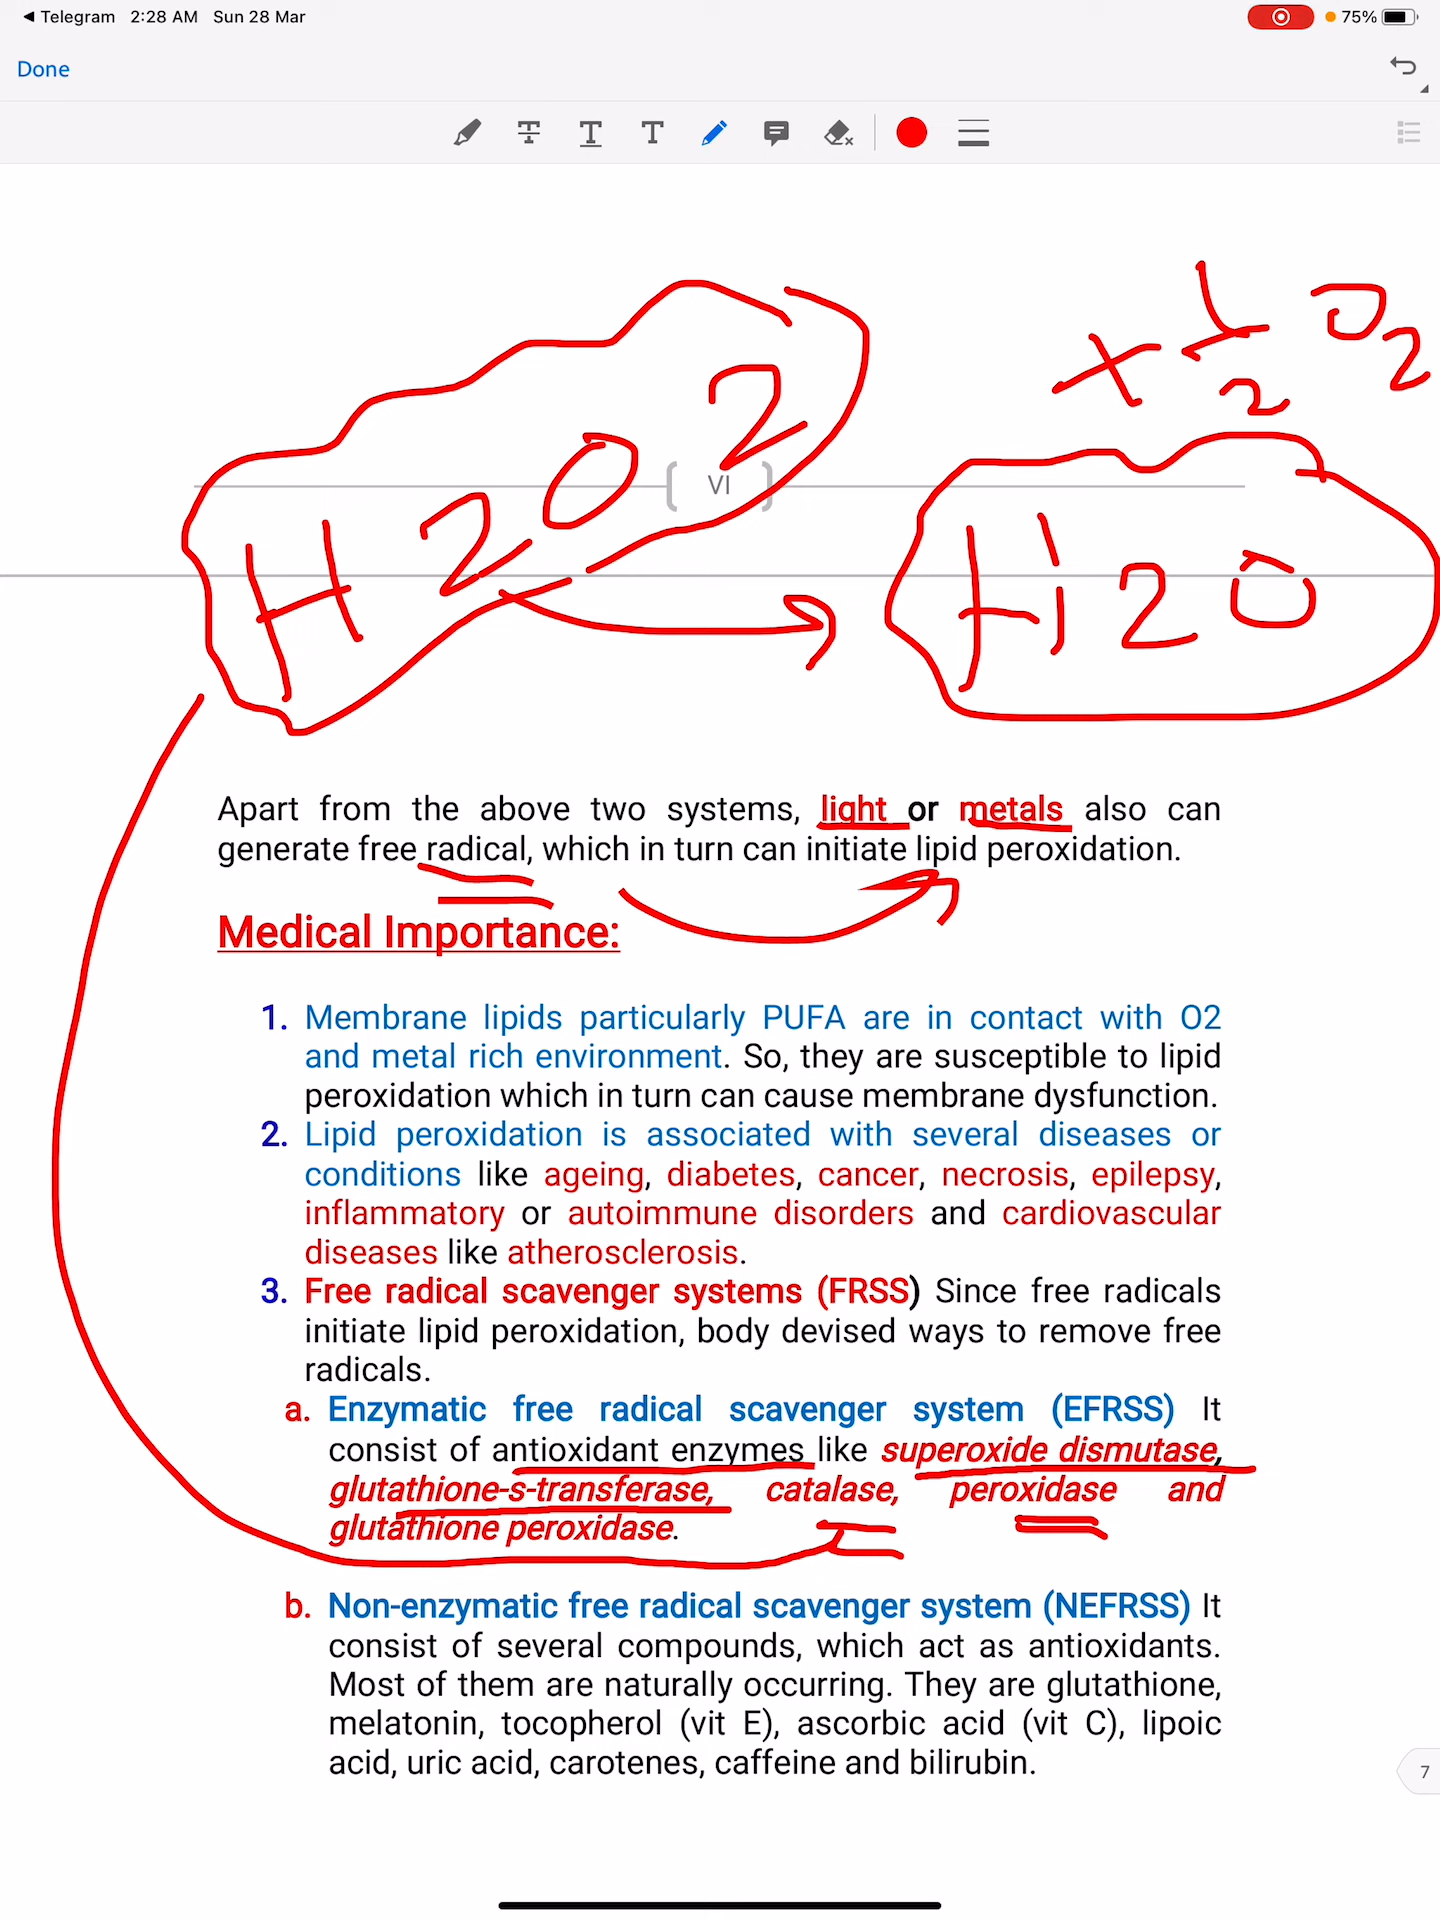 Telegram 2:28 AM Sun 28 Mar 75%
Done
+ 1/2 O2
H2O2
VI
H2O
Apart from the above two systems, light or metals also can
generate free radical, which in turn can initiate lipid peroxidation.
Medical Importance:
1. Membrane lipids particularly PUFA are in contact with O2
and metal rich environment. So, they are susceptible to lipid
peroxidation which in turn can cause membrane dysfunction.
2. Lipid peroxidation is associated with several diseases or
conditions like ageing, diabetes, cancer, necrosis, epilepsy,
inflammatory or autoimmune disorders and cardiovascular
diseases like atherosclerosis.
3. Free radical scavenger systems (FRSS) Since free radicals
initiate lipid peroxidation, body devised ways to remove free
radicals.
a. Enzymatic free radical scavenger system (EFRSS) It
consist of antioxidant enzymes like superoxide dismutase,
glutathione-s-transferase, catalase, peroxidase and
glutathione peroxidase.
b. Non-enzymatic free radical scavenger system (NEFRSS) It
consist of several compounds, which act as antioxidants.
Most of them are naturally occurring. They are glutathione,
melatonin, tocopherol (vit E), ascorbic acid (vit C), lipoic
acid, uric acid, carotenes, caffeine and bilirubin.
7